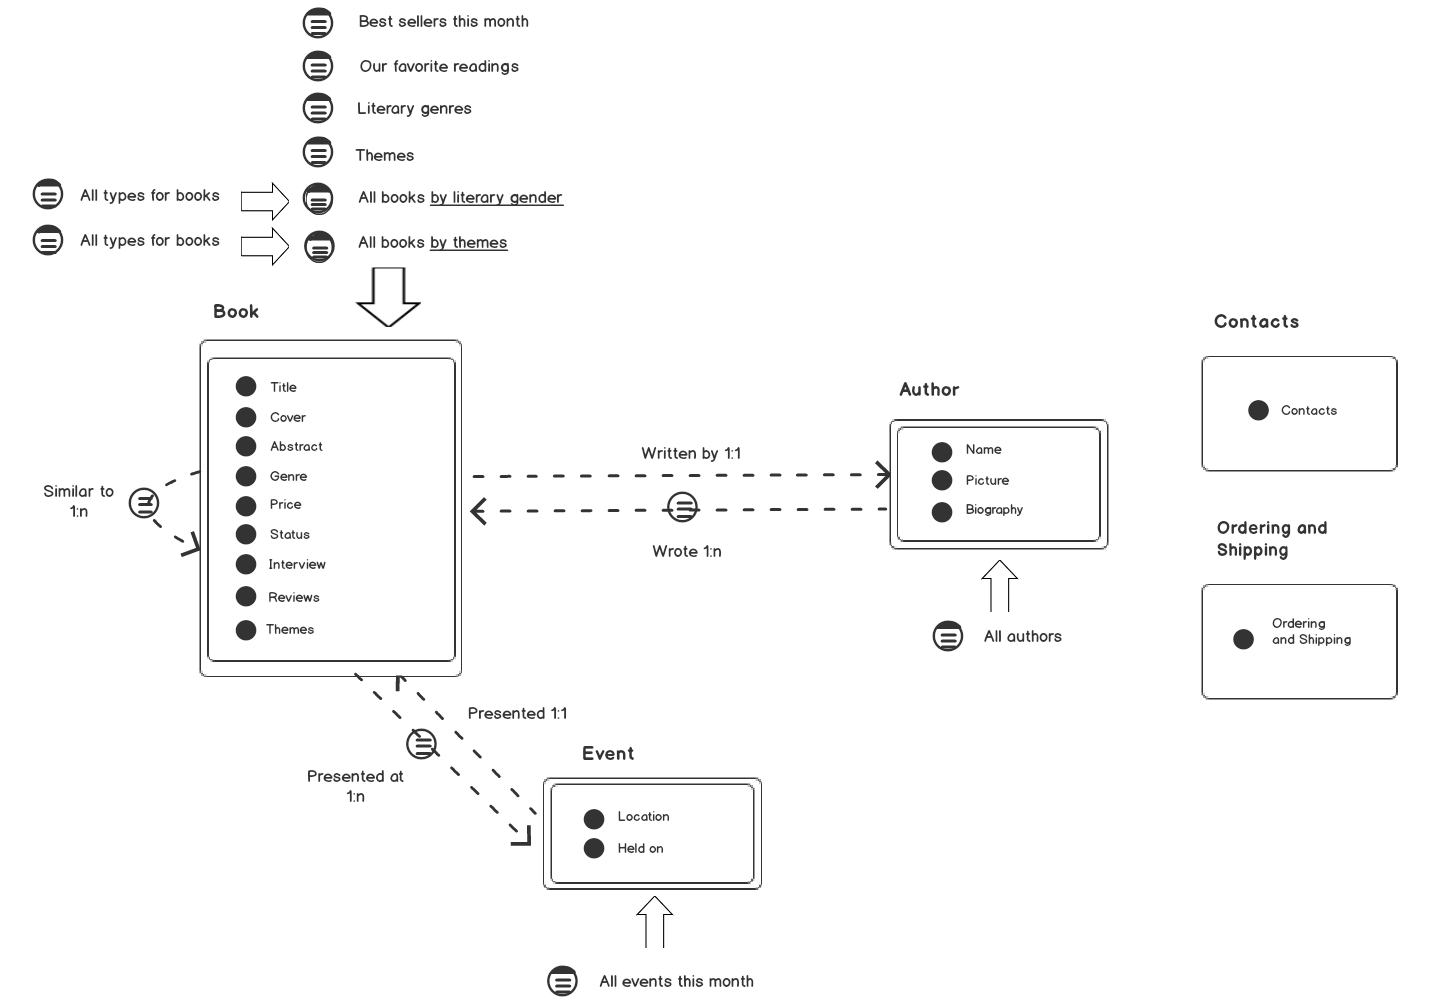 Best sellers this month
Our favorite readings
Literary genres
Themes
All types for books
All books by literary gender
All types for books
All books by themes
Book
Title
Cover
Abstract
Genre
Price
Status
Interview
Reviews
Themes
Similar to
1:n
Written by 1:1
Wrote 1:n
Author
Name
Picture
Biography
All authors
Contacts
Contacts
Ordering and
Shipping
Ordering
and Shipping
Presented 1:1
Presented at
1:n
Event
Location
Held on
All events this month